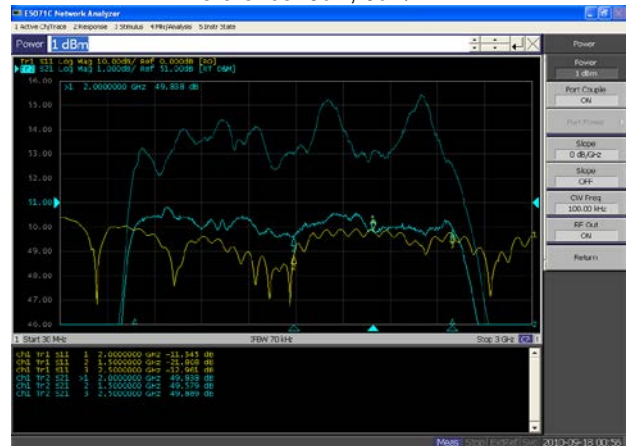 E5071C Network Analyzer
1 Active Ch/Trace 2 Response 3 Stimulus 4 Mkr/Analysis 5 Instr State
Power 1 dBm
Tr1 S11 Log Mag 10.00dB/ Ref 0.000dB [RO]
Tr2 S21 Log Mag 1.000dB/ Ref 51.00dB [RT D&M]
56.00
>1 2.0000000 GHz 49.838 dB
55.00
54.00
53.00
52.00
51.00
50.00
49.00
48.00
47.00
46.00
1 Start 30 MHz IFBW 70 kHz Stop 3 GHz
Ch1 Tr1 S11 1 2.0000000 GHz -11.343 dB
Ch1 Tr1 S11 2 1.5000000 GHz -21.808 dB
Ch1 Tr1 S11 3 2.5000000 GHz -12.961 dB
Ch1 Tr2 S21 >1 2.0000000 GHz 49.838 dB
Ch1 Tr2 S21 2 1.5000000 GHz 49.579 dB
Ch1 Tr2 S21 3 2.5000000 GHz 49.889 dB
Power
Power
1 dBm
Port Couple
ON
Port Power
Slope
0 dB/GHz
Slope
OFF
CW Freq
100.00 kHz
RF Out
ON
Return
Meas Stop ExtRef Svc 2010-09-18 00:56